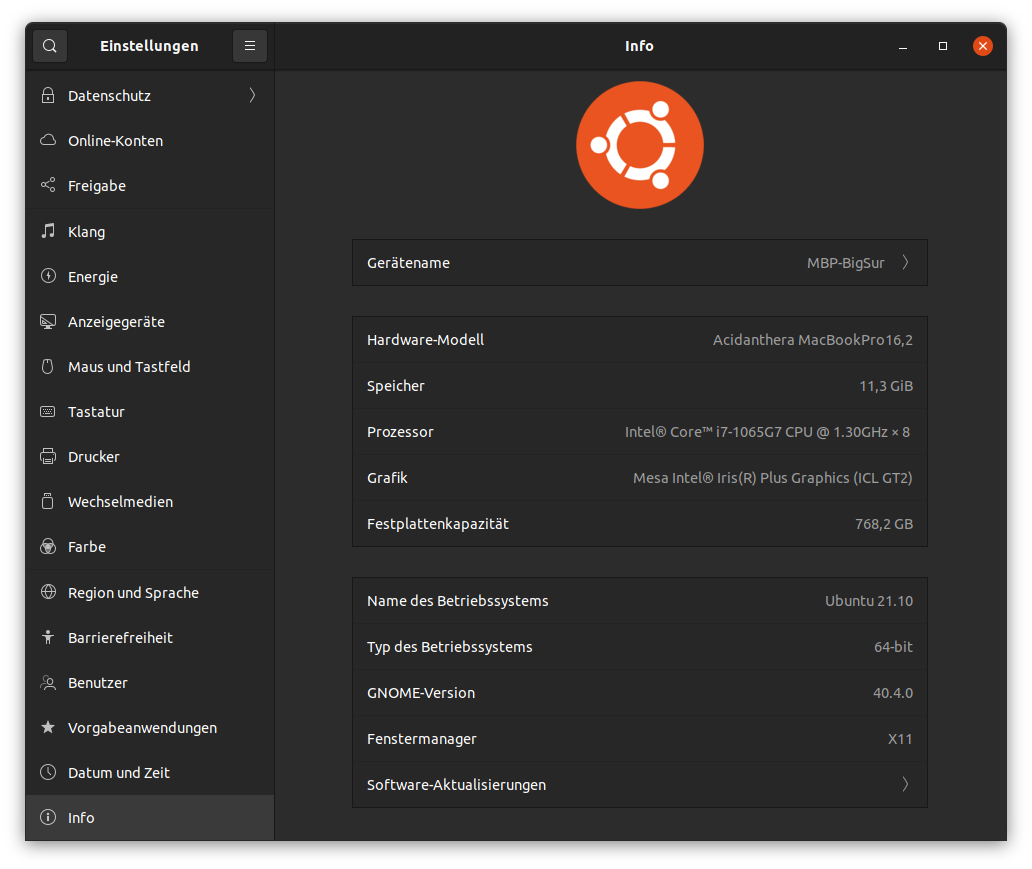 Einstellungen
Info
Datenschutz
Online-Konten
Freigabe
Klang
Energie
Anzeigegeräte
Maus und Tastfeld
Tastatur
Drucker
Wechselmedien
Farbe
Region und Sprache
Barrierefreiheit
Benutzer
Vorgabeanwendungen
Datum und Zeit
Info
Gerätename MBP-BigSur
Hardware-Modell Acidanthera MacBookPro16,2
Speicher 11,3 GiB
Prozessor Intel® Core™ i7-1065G7 CPU @ 1.30GHz × 8
Grafik Mesa Intel® Iris(R) Plus Graphics (ICL GT2)
Festplattenkapazität 768,2 GB
Name des Betriebssystems Ubuntu 21.10
Typ des Betriebssystems 64-bit
GNOME-Version 40.4.0
Fenstermanager X11
Software-Aktualisierungen